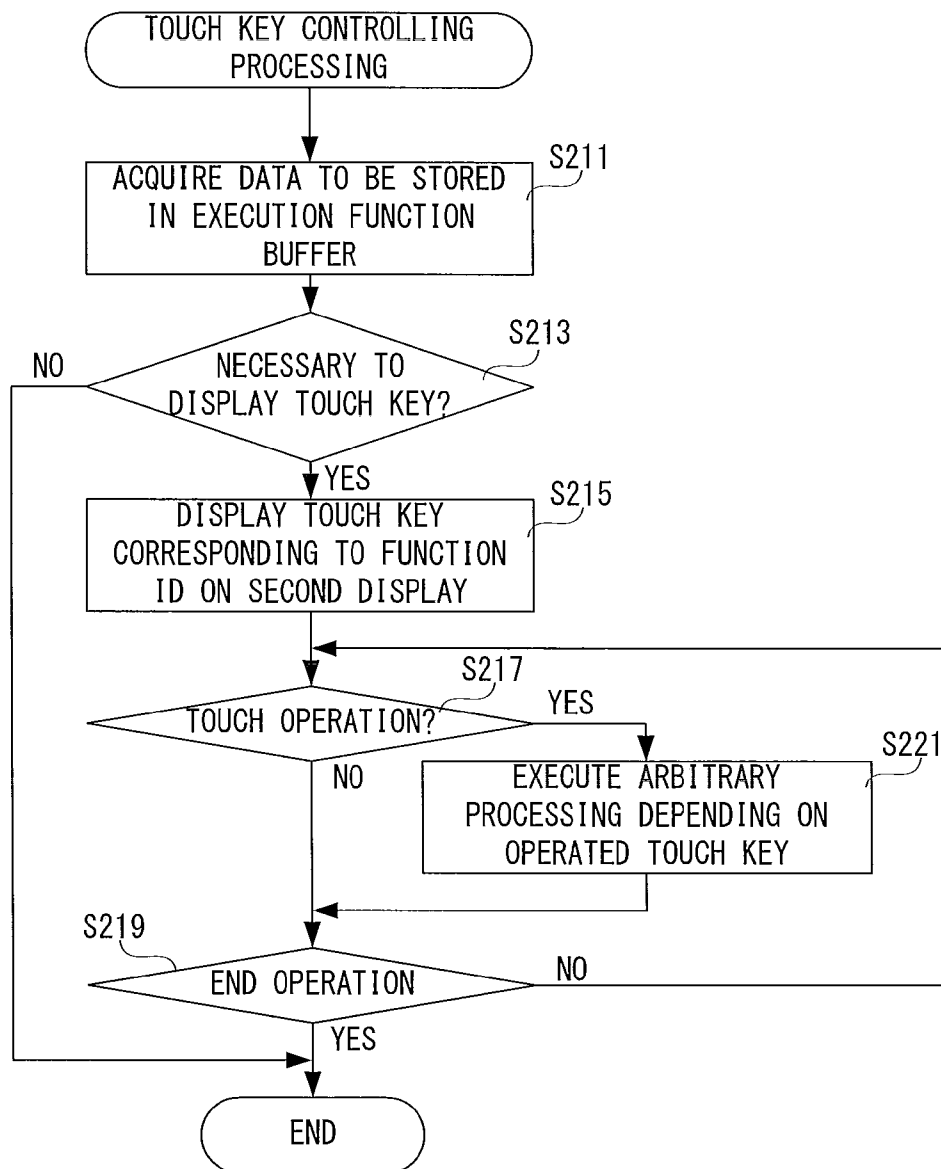 TOUCH KEY CONTROLLING
PROCESSING
S211
ACQUIRE DATA TO BE STORED
IN EXECUTION FUNCTION
BUFFER
S213
NO
NECESSARY TO
DISPLAY TOUCH KEY?
YES
S215
DISPLAY TOUCH KEY
CORRESPONDING TO FUNCTION
ID ON SECOND DISPLAY
S217
TOUCH OPERATION?
YES
NO
S221
EXECUTE ARBITRARY
PROCESSING DEPENDING ON
OPERATED TOUCH KEY
S219
END OPERATION
NO
YES
END